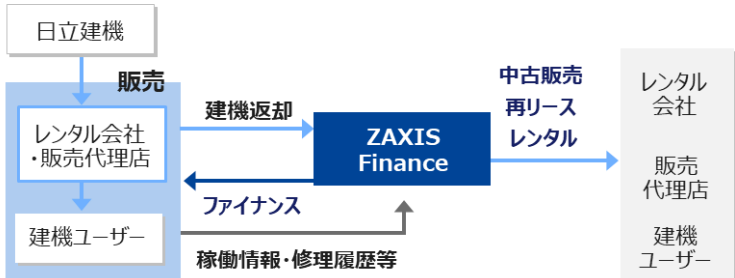 日立建機
販売
レンタル会社
・販売代理店
建機ユーザー
建機返却
ファイナンス
稼働情報・修理履歴等
ZAXIS
Finance
中古販売
再リース
レンタル
レンタル
会社
販売
代理店
建機
ユーザー